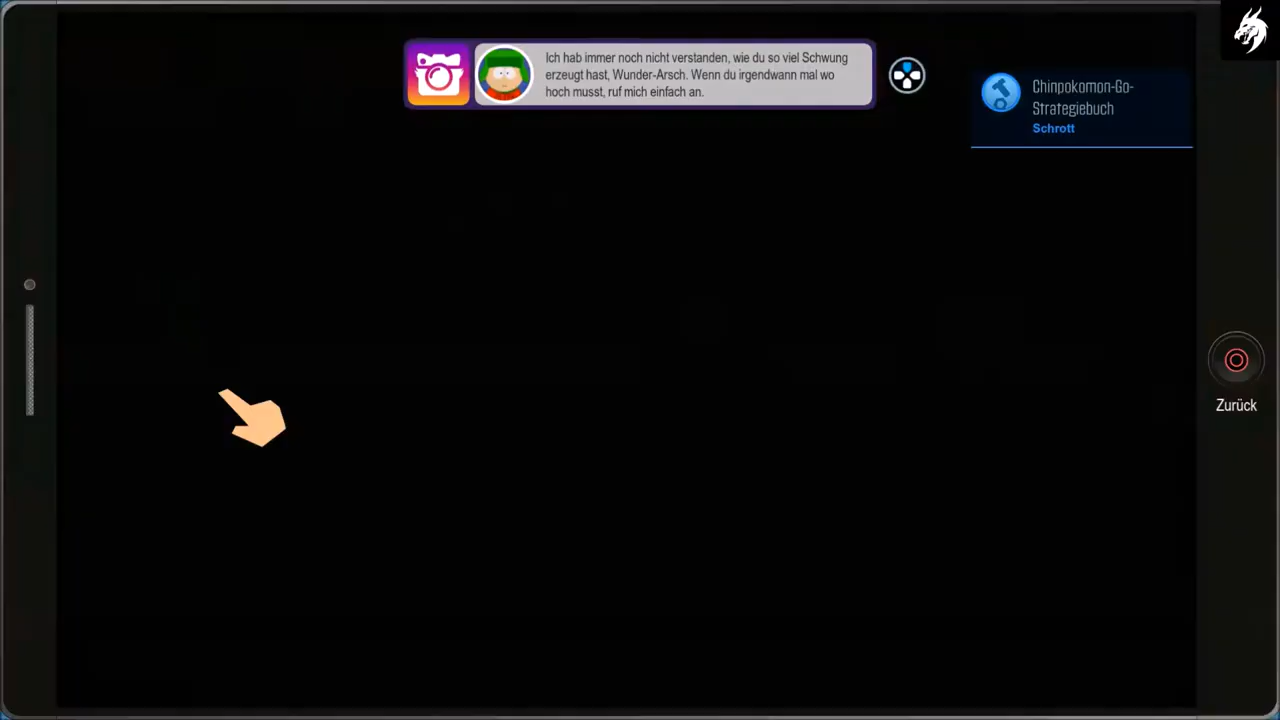 Ich hab immer noch nicht verstanden, wie du so viel Schwung
erzeugt hast, Wunder-Arsch. Wenn du irgendwann mal wo
hoch musst, ruf mich einfach an.
Chinpokomon-Go-
Strategiebuch
Schrott
Zurück